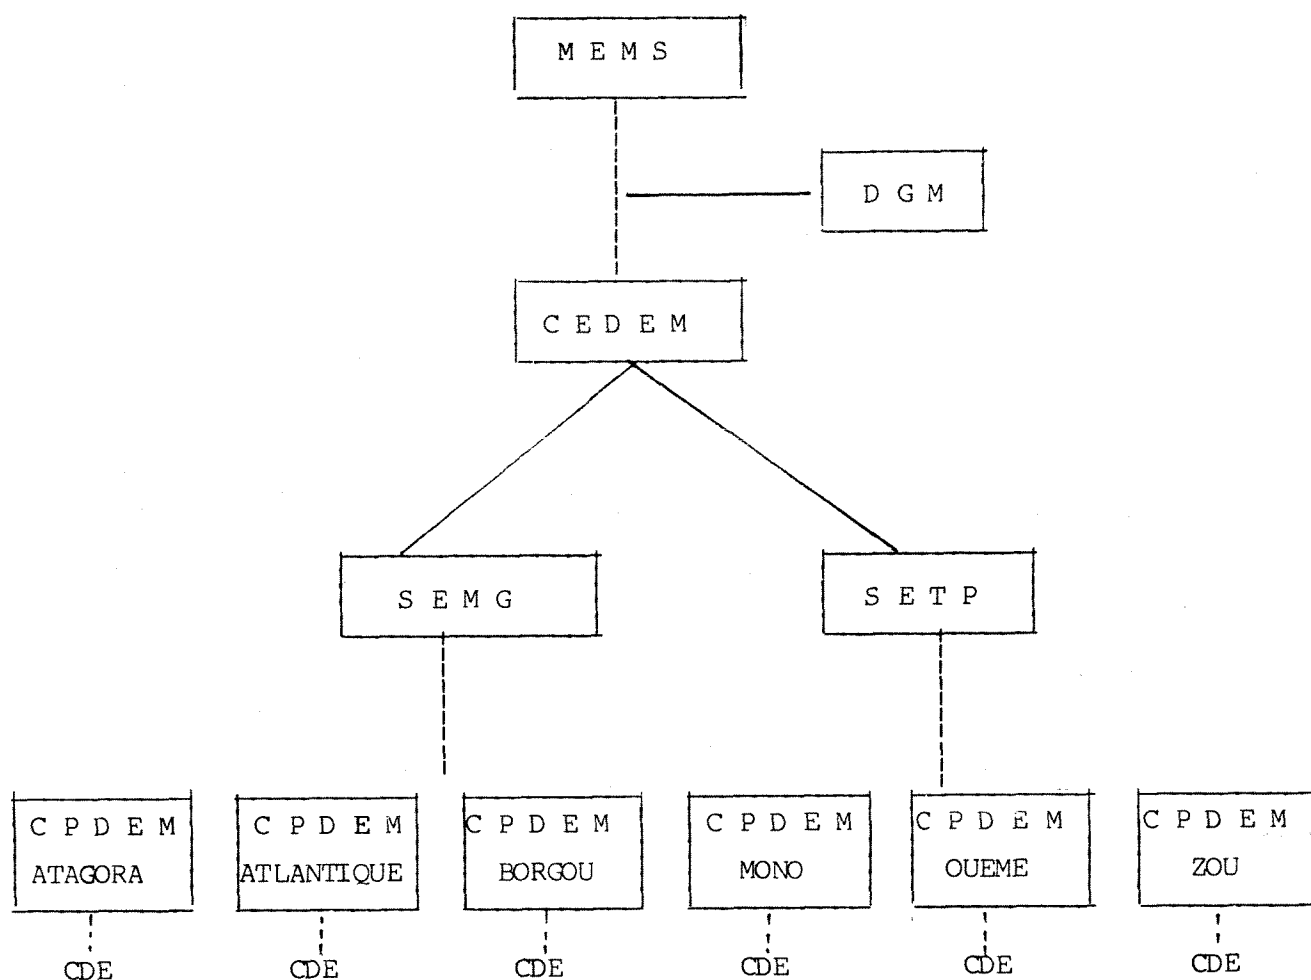 M E M S
D G M
C E D E M
S E M G
S E T P
C P D E M
ATAGORA
C P D E M
ATLANTIQUE
C P D E M
BORGOU
C P D E M
MONO
C P D E M
OUEME
C P D E M
ZOU
CDE
CDE
CDE
CDE
CDE
CDE